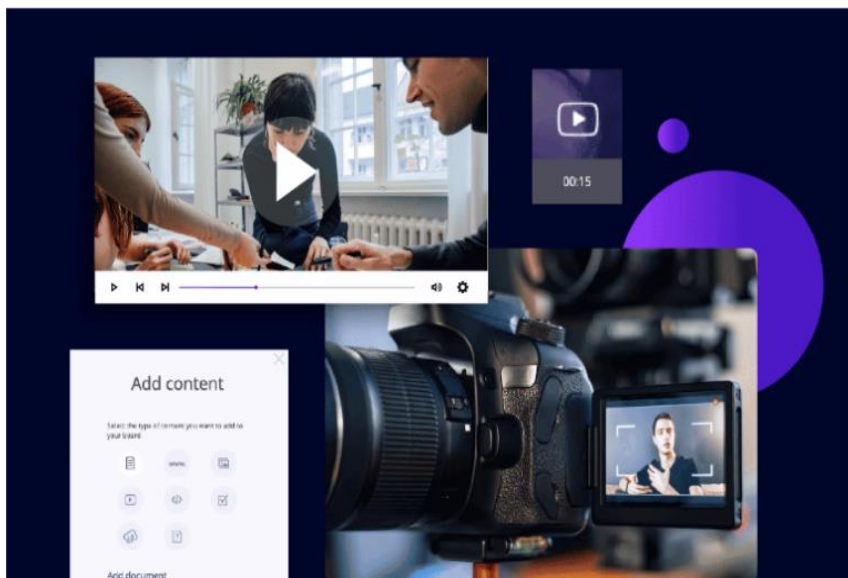 00:15
Add content
Select the type of content you want to add to
your board
www.
Add document